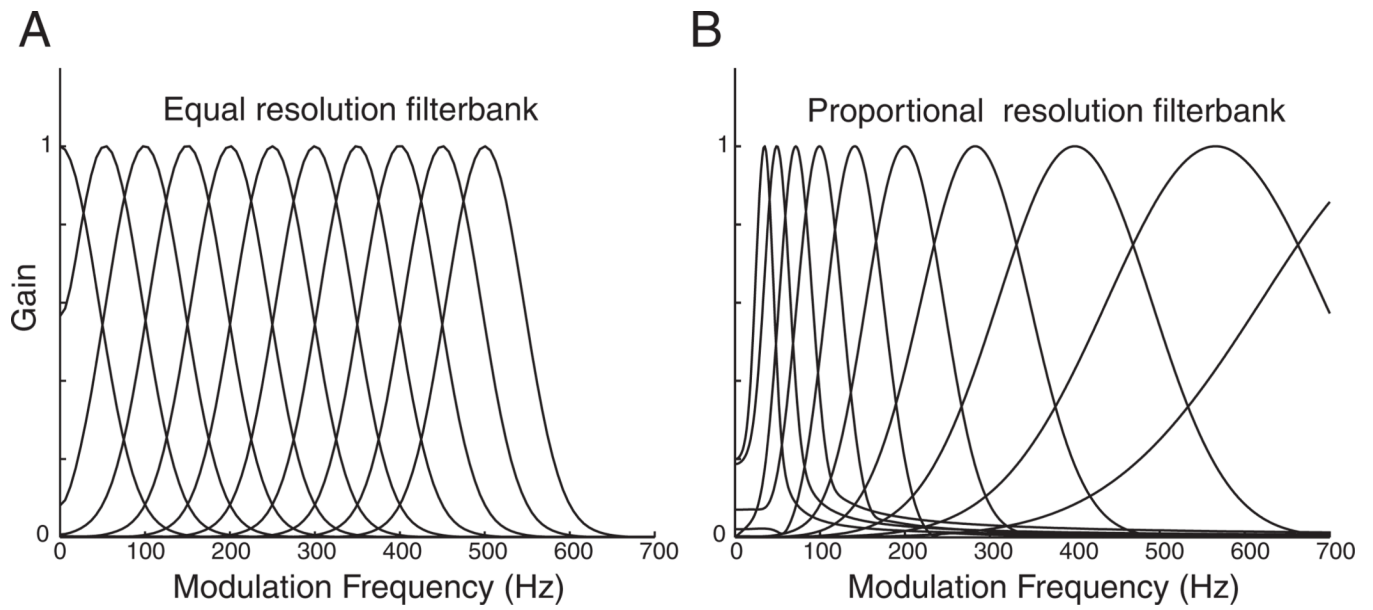 A
Equal resolution filterbank
1
Gain
0
0 100 200 300 400 500 600 700
Modulation Frequency (Hz)
B
Proportional resolution filterbank
1
0
0 100 200 300 400 500 600 700
Modulation Frequency (Hz)